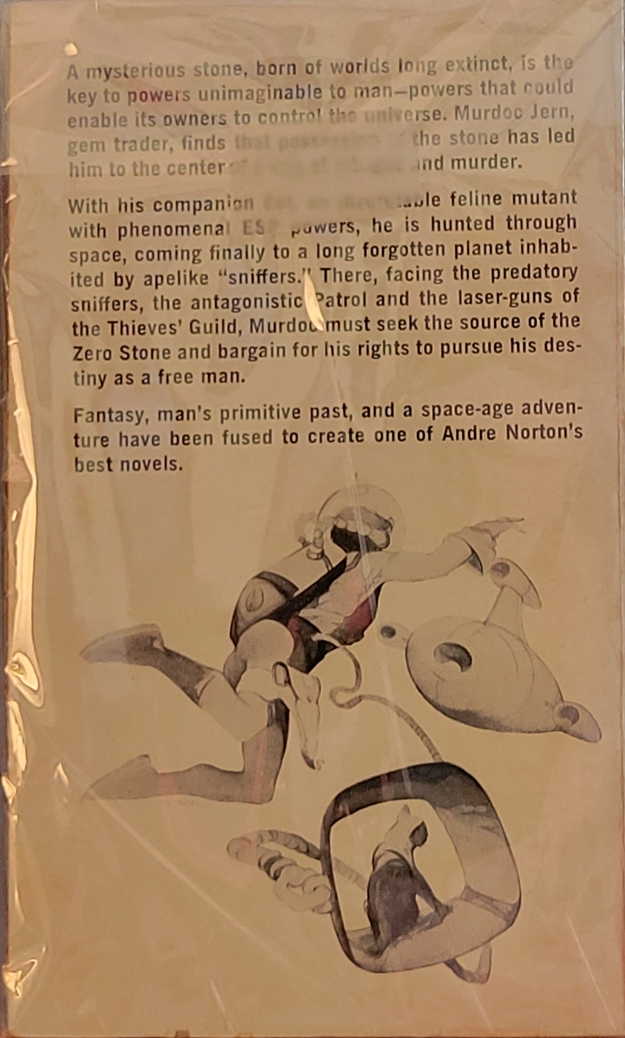 A mysterious stone, born of worlds long extinct, is the
key to powers unimaginable to man—powers that could
enable its owners to control the universe. Murdoc Jern,
gem trader, finds that possession the stone has led
him to the center and murder.
With his companion feline mutant
with phenomenal ESP powers, he is hunted through
space, coming finally to a long forgotten planet inhab-
ited by apelike “sniffers.” There, facing the predatory
sniffers, the antagonistic Patrol and the laser-guns of
the Thieves’ Guild, Murdoc must seek the source of the
Zero Stone and bargain for his rights to pursue his des-
tiny as a free man.
Fantasy, man’s primitive past, and a space-age adven-
ture have been fused to create one of Andre Norton’s
best novels.